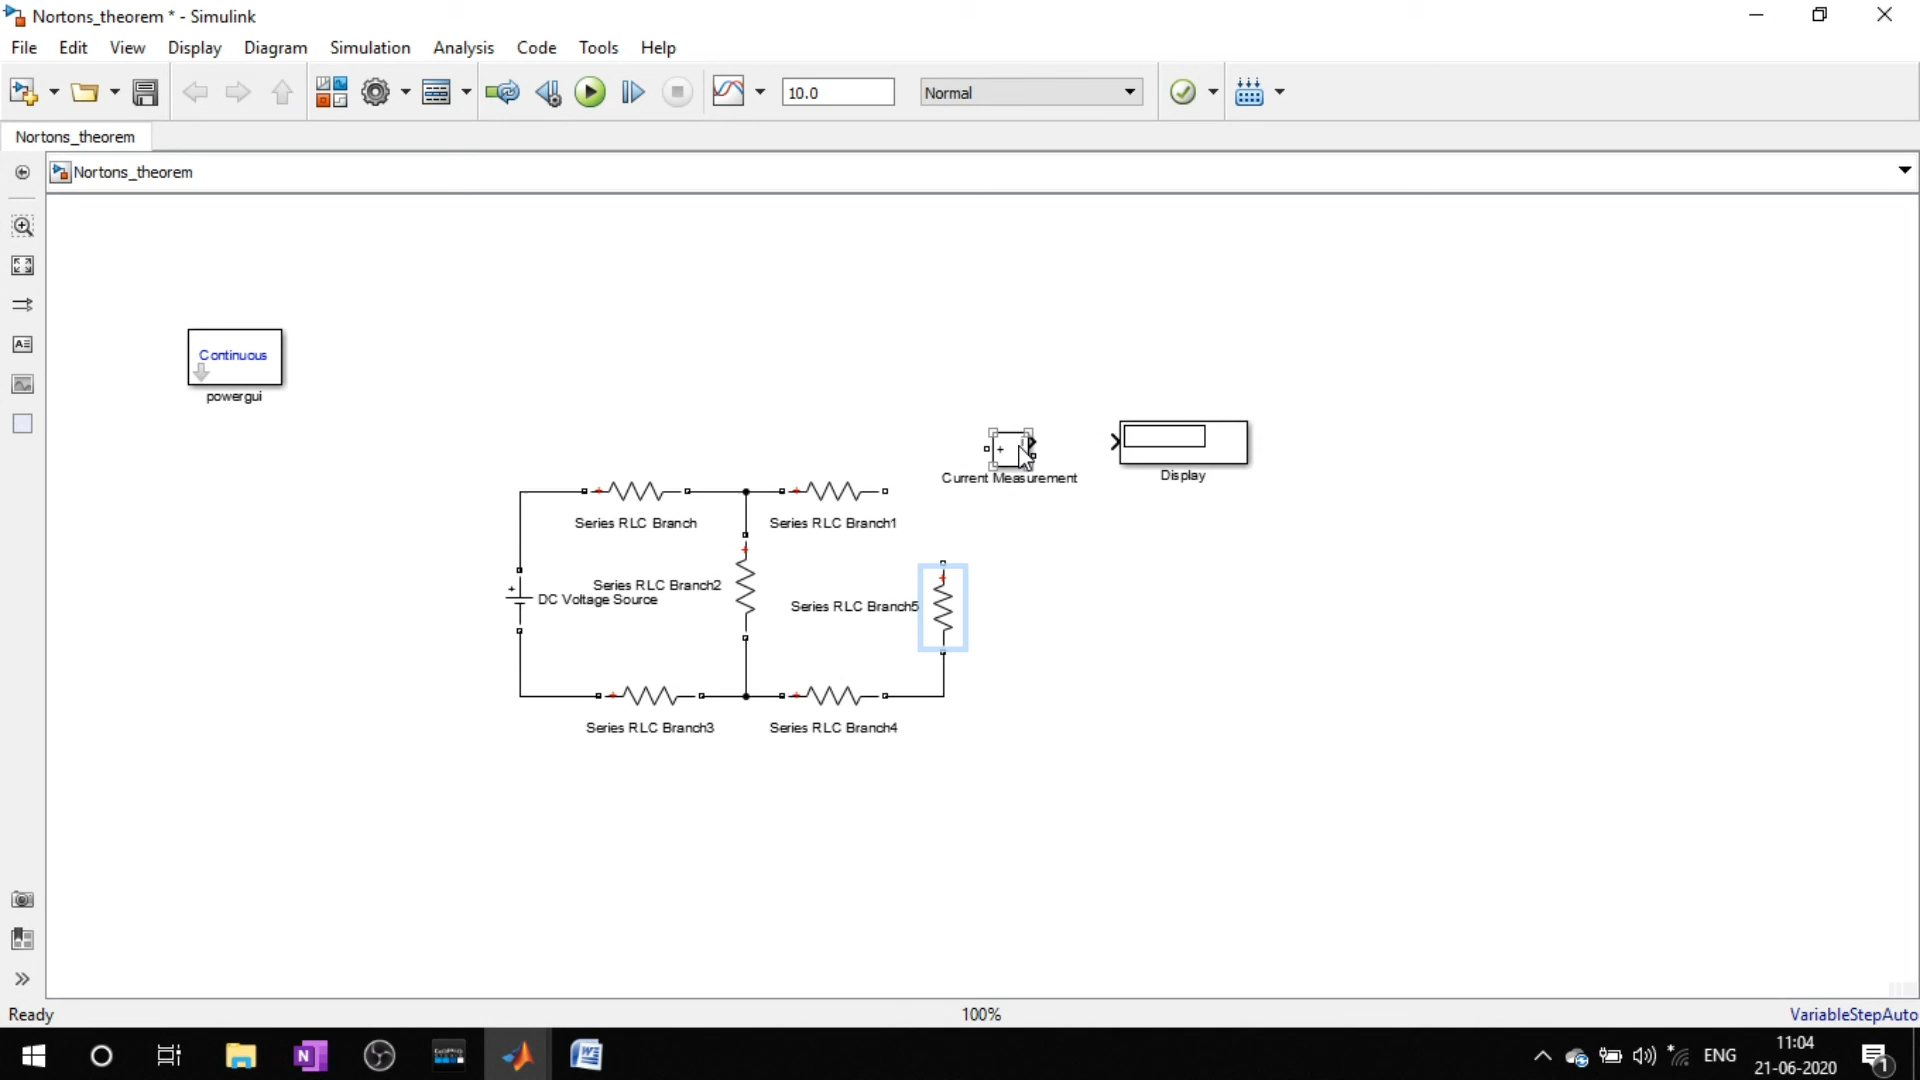 Nortons_theorem * - Simulink
File Edit View Display Diagram Simulation Analysis Code Tools Help
10.0 Normal
Nortons_theorem
Nortons_theorem
Continuous
powergui
Current Measurement
Display
Series RLC Branch
Series RLC Branch1
Series RLC Branch2
DC Voltage Source
Series RLC Branch5
Series RLC Branch3
Series RLC Branch4
Ready 100% VariableStepAuto
ENG
11:04
21-06-2020
1